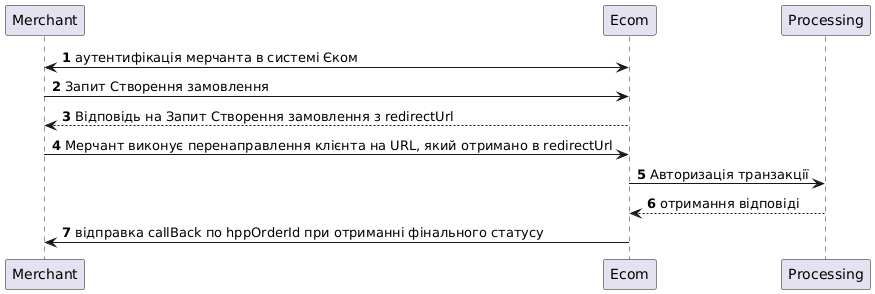 Merchant
Ecom
Processing
1 аутентифікація мерчанта в системі Єком
2 Запит Створення замовлення
3 Відповідь на Запит Створення замовлення з redirectUrl
4 Мерчант виконує перенаправлення клієнта на URL, який отримано в redirectUrl
5 Авторизація транзакції
6 отримання відповіді
7 відправка callBack по hppOrderId при отриманні фінального статусу
Merchant
Ecom
Processing